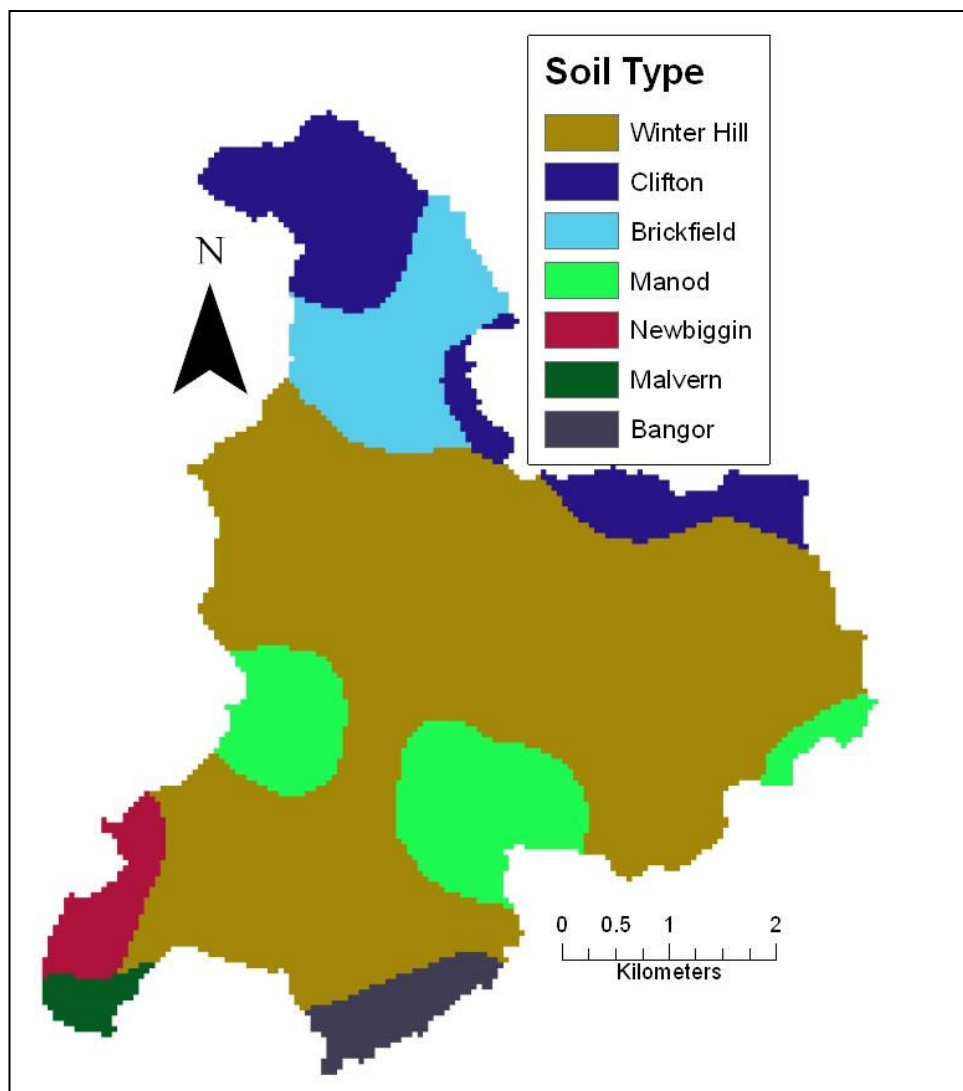 Soil Type
Winter Hill
Clifton
Brickfield
Manod
Newbiggin
Malvern
Bangor
N
0 0.5 1 2
Kilometers